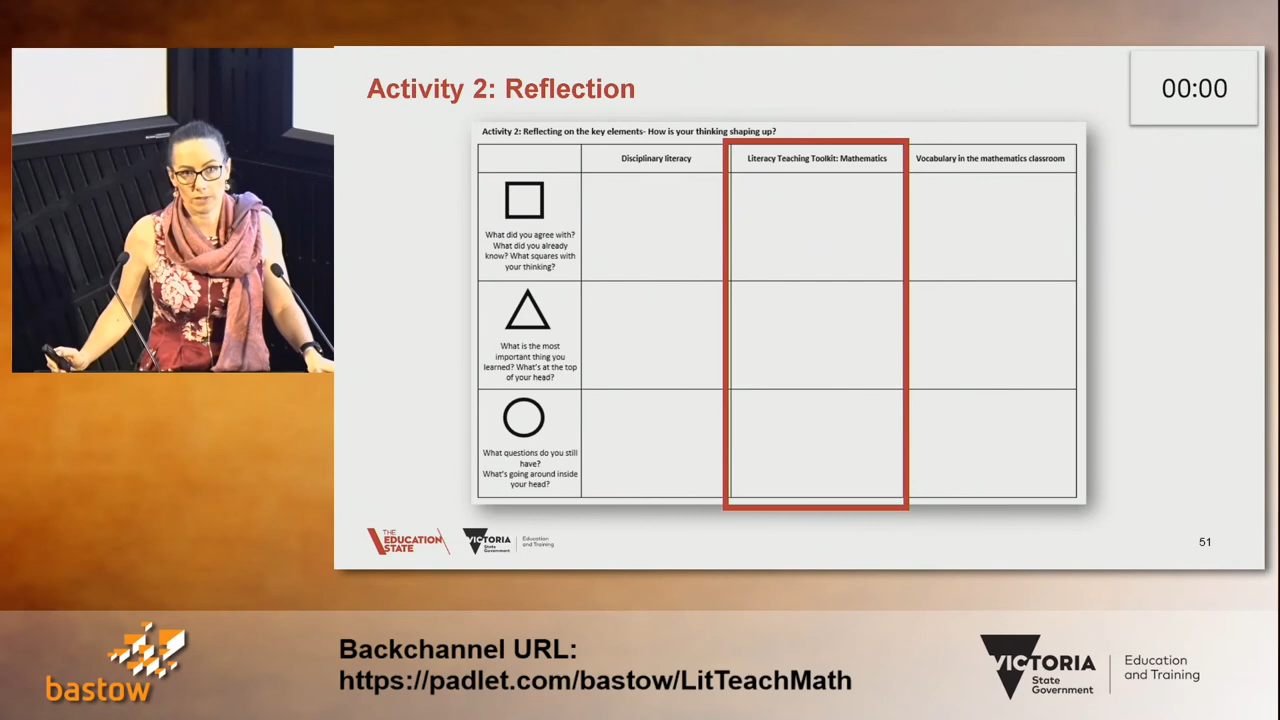 Activity 2: Reflection
00:00
Activity 2: Reflecting on the key elements- How is your thinking shaping up?
Disciplinary literacy
Literacy Teaching Toolkit: Mathematics
Vocabulary in the mathematics classroom
What did you agree with?
What did you already
know? What squares with
your thinking?
What is the most
important thing you
learned? What's at the top
of your head?
What questions do you still
have?
What's going around inside
your head?
THE
EDUCATION
STATE
VICTORIA
State
Government
Education
and Training
51
bastow
Backchannel URL:
https://padlet.com/bastow/LitTeachMath
VICTORIA
State
Government
Education
and Training